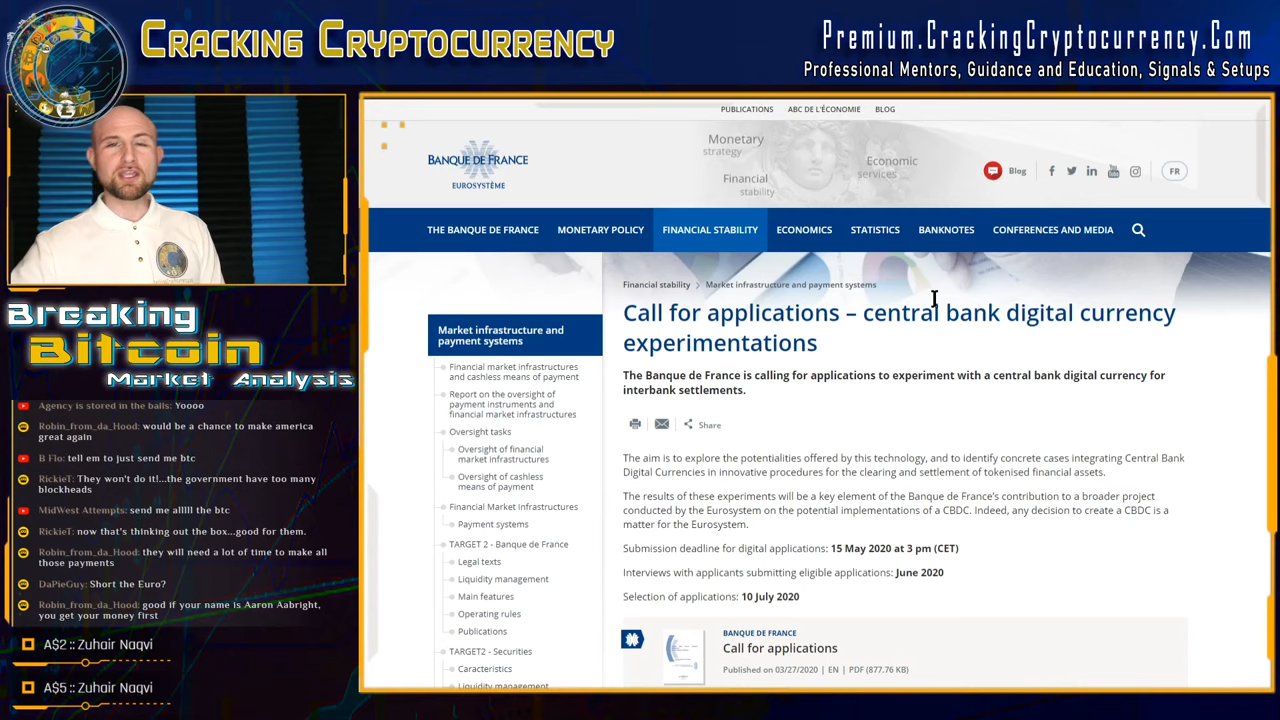 Cracking Cryptocurrency
Premium.CrackingCryptocurrency.Com
Professional Mentors, Guidance and Education, Signals & Setups
PUBLICATIONS ABC DE L'ÉCONOMIE BLOG
BANQUE DE FRANCE
EUROSYSTÈME
Monetary
strategy
Economic
services
Financial
stability
Blog
FR
THE BANQUE DE FRANCE MONETARY POLICY FINANCIAL STABILITY ECONOMICS STATISTICS BANKNOTES CONFERENCES AND MEDIA
Financial stability > Market infrastructure and payment systems
Call for applications – central bank digital currency
experimentations
The Banque de France is calling for applications to experiment with a central bank digital currency for
interbank settlements.
Share
The aim is to explore the potentialities offered by this technology, and to identify concrete cases integrating Central Bank
Digital Currencies in innovative procedures for the clearing and settlement of tokenised financial assets.
The results of these experiments will be a key element of the Banque de France's contribution to a broader project
conducted by the Eurosystem on the potential implementations of a CBDC. Indeed, any decision to create a CBDC is a
matter for the Eurosystem.
Submission deadline for digital applications: 15 May 2020 at 3 pm (CET)
Interviews with applicants submitting eligible applications: June 2020
Selection of applications: 10 July 2020
BANQUE DE FRANCE
Call for applications
Published on 03/27/2020 | EN | PDF (877.76 KB)
Market infrastructure and
payment systems
Financial market infrastructures
and cashless means of payment
Report on the oversight of
payment instruments and
financial market infrastructures
Oversight tasks
Oversight of financial
market infrastructures
Oversight of cashless
means of payment
Financial Market Infrastructures
Payment systems
TARGET 2 - Banque de France
Legal texts
Liquidity management
Main features
Operating rules
Publications
TARGET2 - Securities
Caracteristics
Liquidity management
Breaking
Bitcoin
Market Analysis
Agency is stored in the balls: Yoooo
Robin_from_da_Hood: would be a chance to make america
great again
B Flo: tell em to just send me btc
RickieT: They won't do it!...the government have too many
blockheads
MidWest Attempts: send me alllll the btc
RickieT: now that's thinking out the box...good for them.
Robin_from_da_Hood: they will need a lot of time to make all
those payments
DaPieGuy: Short the Euro?
Robin_from_da_Hood: good if your name is Aaron Aabright,
you get your money first
A$2 :: Zuhair Naqvi
A$5 :: Zuhair Naqvi